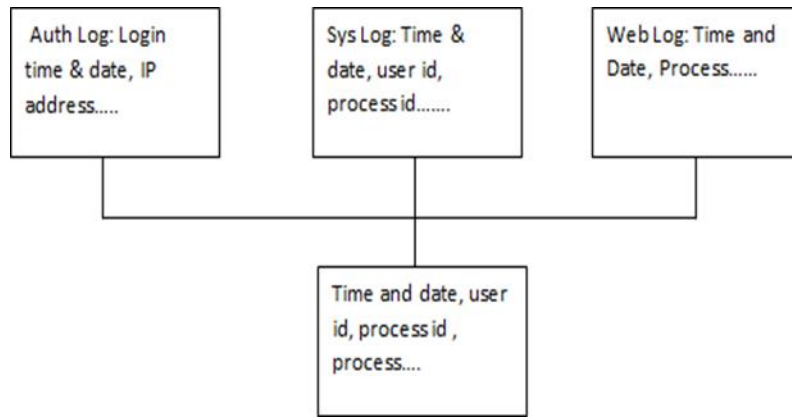 Auth Log: Login
time & date, IP
address.....
Sys Log: Time &
date, user id,
process id.......
Web Log: Time and
Date, Process......
Time and date, user
id, process id ,
process....